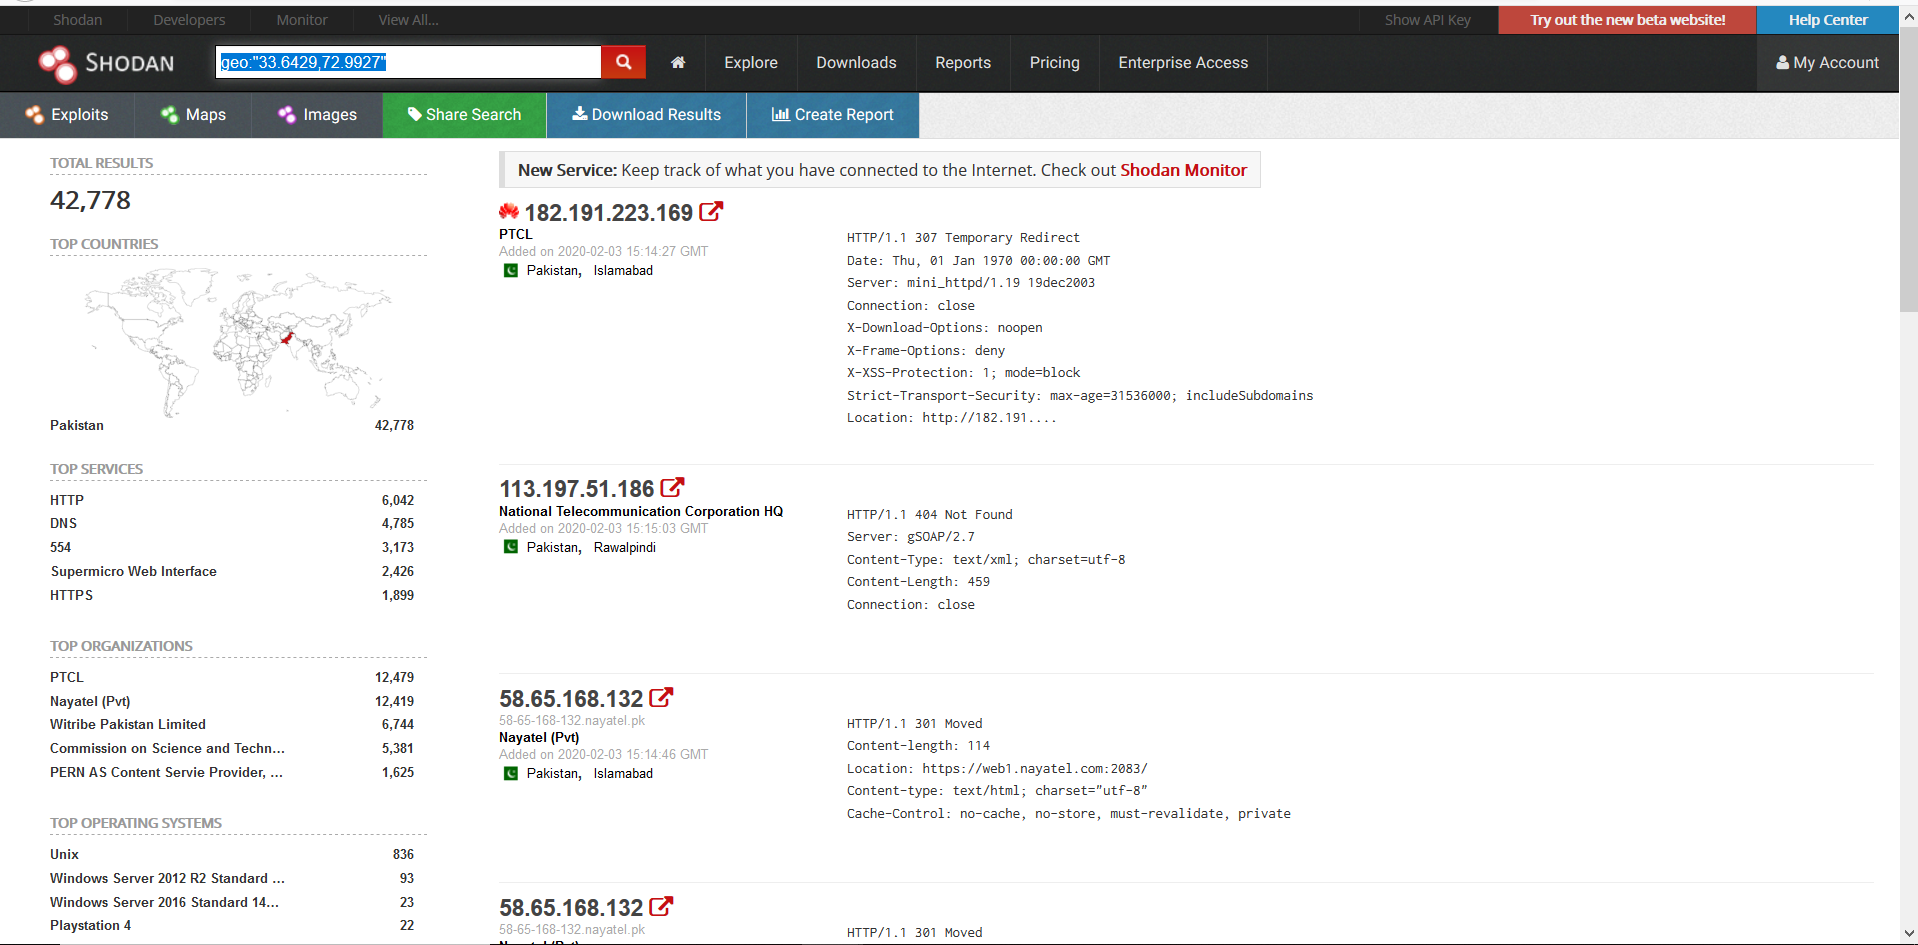 Shodan Developers Monitor View All... Show API Key Try out the new beta website! Help Center
SHODAN geo:"33.6429,72.9927" Explore Downloads Reports Pricing Enterprise Access My Account
Exploits Maps Images Share Search Download Results Create Report
TOTAL RESULTS
42,778
TOP COUNTRIES
Pakistan 42,778
TOP SERVICES
HTTP 6,042
DNS 4,785
554 3,173
Supermicro Web Interface 2,426
HTTPS 1,899
TOP ORGANIZATIONS
PTCL 12,479
Nayatel (Pvt) 12,419
Witribe Pakistan Limited 6,744
Commission on Science and Techn... 5,381
PERN AS Content Servie Provider, ... 1,625
TOP OPERATING SYSTEMS
Unix 836
Windows Server 2012 R2 Standard ... 93
Windows Server 2016 Standard 14... 23
Playstation 4 22
New Service: Keep track of what you have connected to the Internet. Check out Shodan Monitor
182.191.223.169
PTCL
Added on 2020-02-03 15:14:27 GMT
Pakistan, Islamabad
HTTP/1.1 307 Temporary Redirect
Date: Thu, 01 Jan 1970 00:00:00 GMT
Server: mini_httpd/1.19 19dec2003
Connection: close
X-Download-Options: noopen
X-Frame-Options: deny
X-XSS-Protection: 1; mode=block
Strict-Transport-Security: max-age=31536000; includeSubdomains
Location: http://182.191....
113.197.51.186
National Telecommunication Corporation HQ
Added on 2020-02-03 15:15:03 GMT
Pakistan, Rawalpindi
HTTP/1.1 404 Not Found
Server: gSOAP/2.7
Content-Type: text/xml; charset=utf-8
Content-Length: 459
Connection: close
58.65.168.132
58-65-168-132.nayatel.pk
Nayatel (Pvt)
Added on 2020-02-03 15:14:46 GMT
Pakistan, Islamabad
HTTP/1.1 301 Moved
Content-length: 114
Location: https://web1.nayatel.com:2083/
Content-type: text/html; charset="utf-8"
Cache-Control: no-cache, no-store, must-revalidate, private
58.65.168.132
58-65-168-132.nayatel.pk
HTTP/1.1 301 Moved